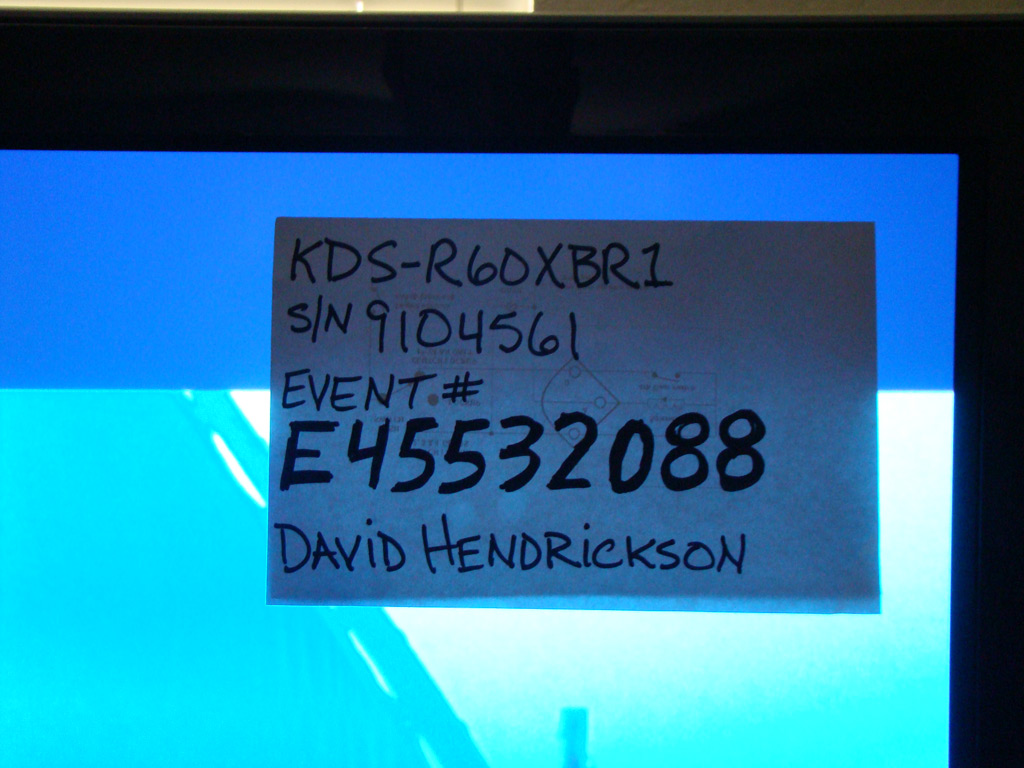 KDS-R60XBR1
S/N 9104561
EVENT #
E45532088
DAVID HENDRICKSON